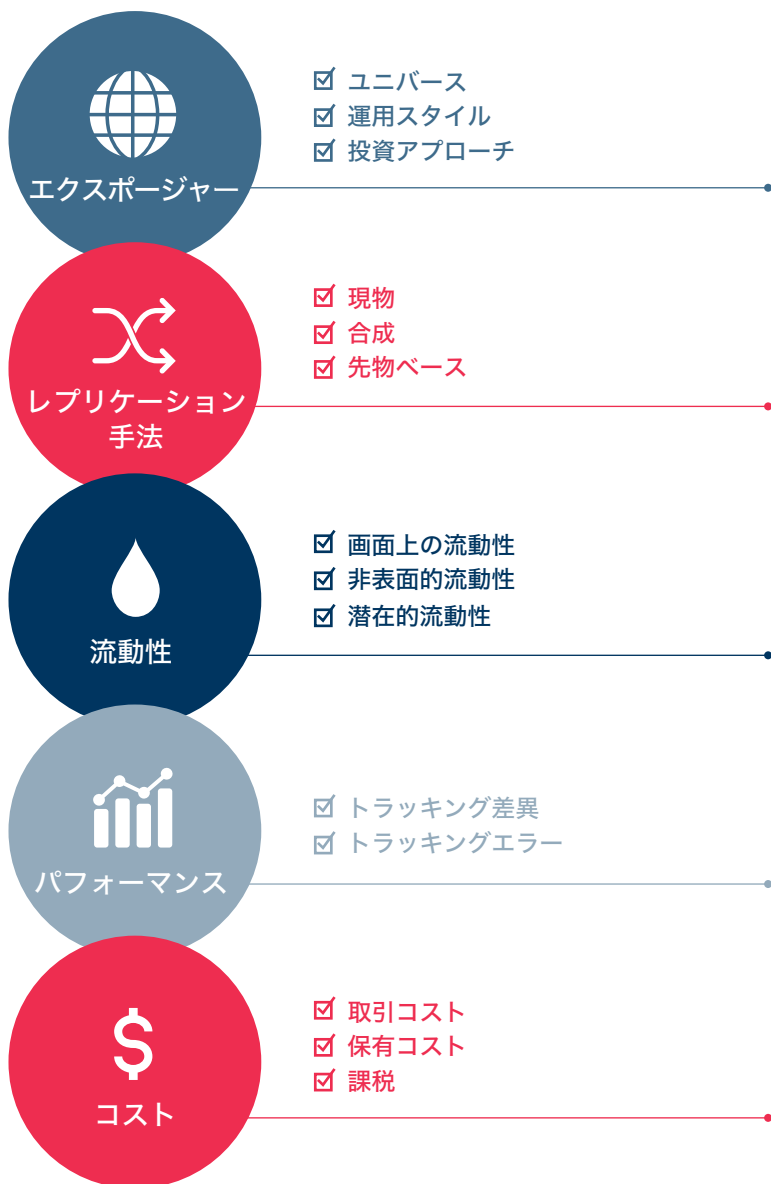 エクスポージャー
ユニバース
運用スタイル
投資アプローチ
レプリケーション
手法
現物
合成
先物ベース
流動性
画面上の流動性
非表面的流動性
潜在的流動性
パフォーマンス
トラッキング差異
トラッキングエラー
$
コスト
取引コスト
保有コスト
課税